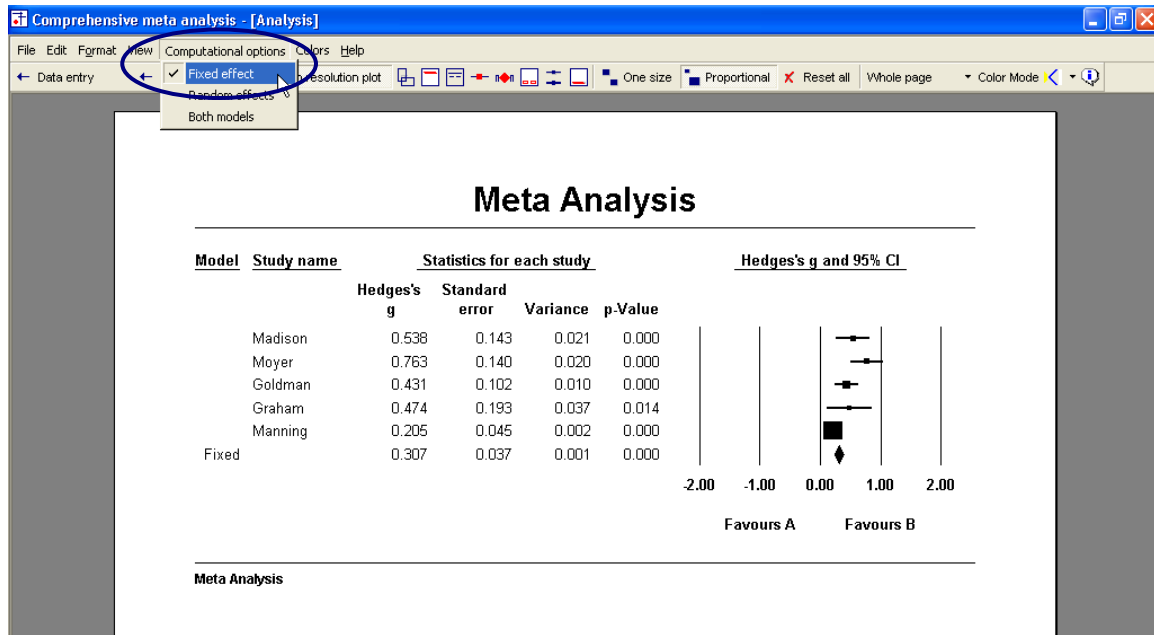 Comprehensive meta analysis - [Analysis]
File Edit Format View Computational options Colors Help
Data entry resolution plot One size Proportional Reset all Whole page Color Mode
Fixed effect
Random effects
Both models
Meta Analysis
Model Study name Statistics for each study Hedges's g and 95% CI
Hedges's Standard
g error Variance p-Value
Madison 0.538 0.143 0.021 0.000
Moyer 0.763 0.140 0.020 0.000
Goldman 0.431 0.102 0.010 0.000
Graham 0.474 0.193 0.037 0.014
Manning 0.205 0.045 0.002 0.000
Fixed 0.307 0.037 0.001 0.000
-2.00 -1.00 0.00 1.00 2.00
Favours A Favours B
Meta Analysis